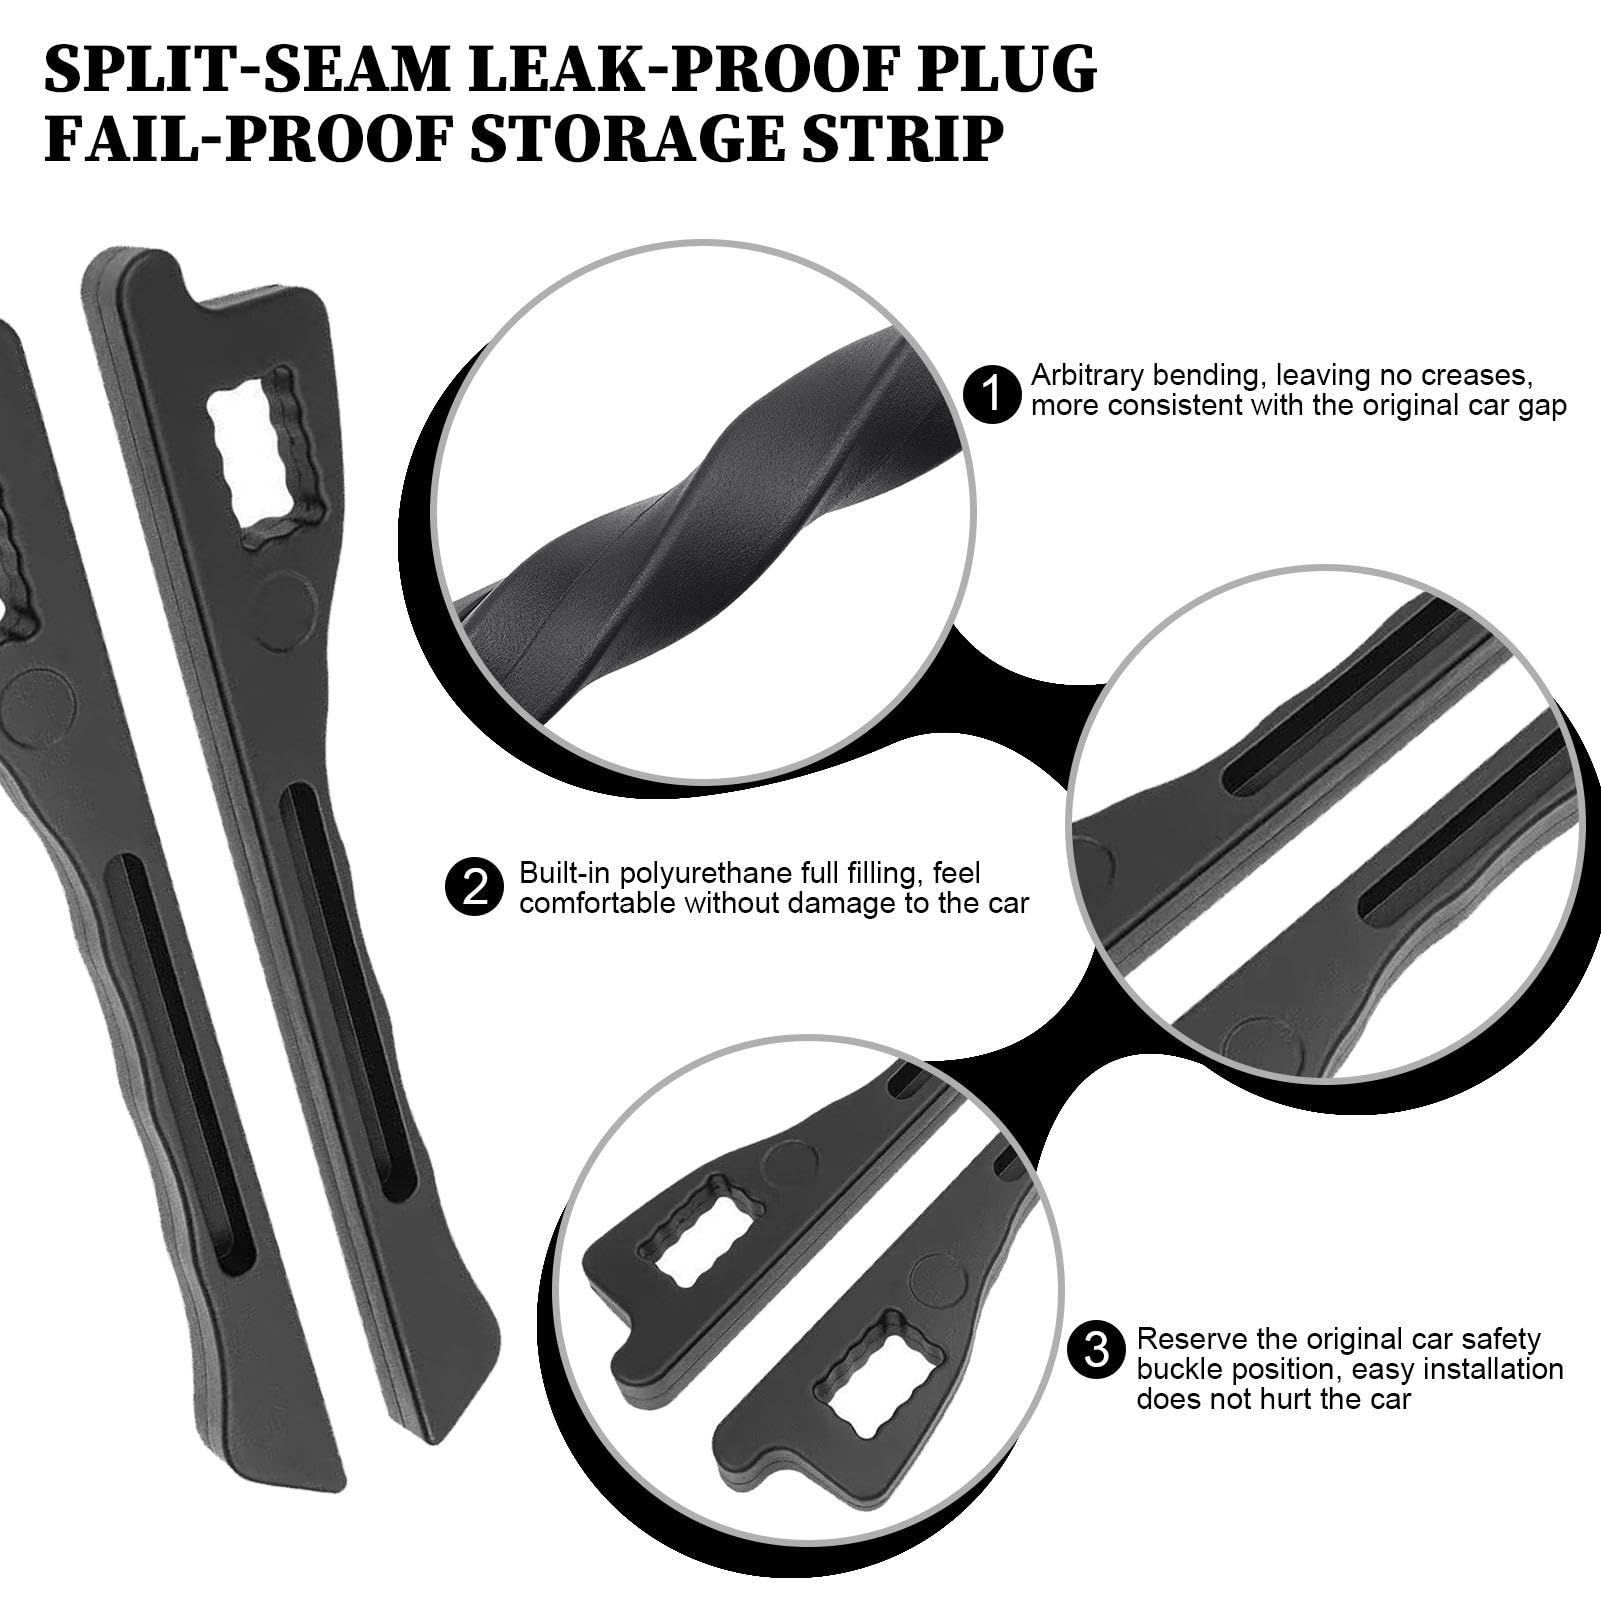 SPLIT-SEAM LEAK-PROOF PLUG
FAIL-PROOF STORAGE STRIP
1 Arbitrary bending, leaving no creases,
more consistent with the original car gap
2 Built-in polyurethane full filling, feel
comfortable without damage to the car
3 Reserve the original car safety
buckle position, easy installation
does not hurt the car